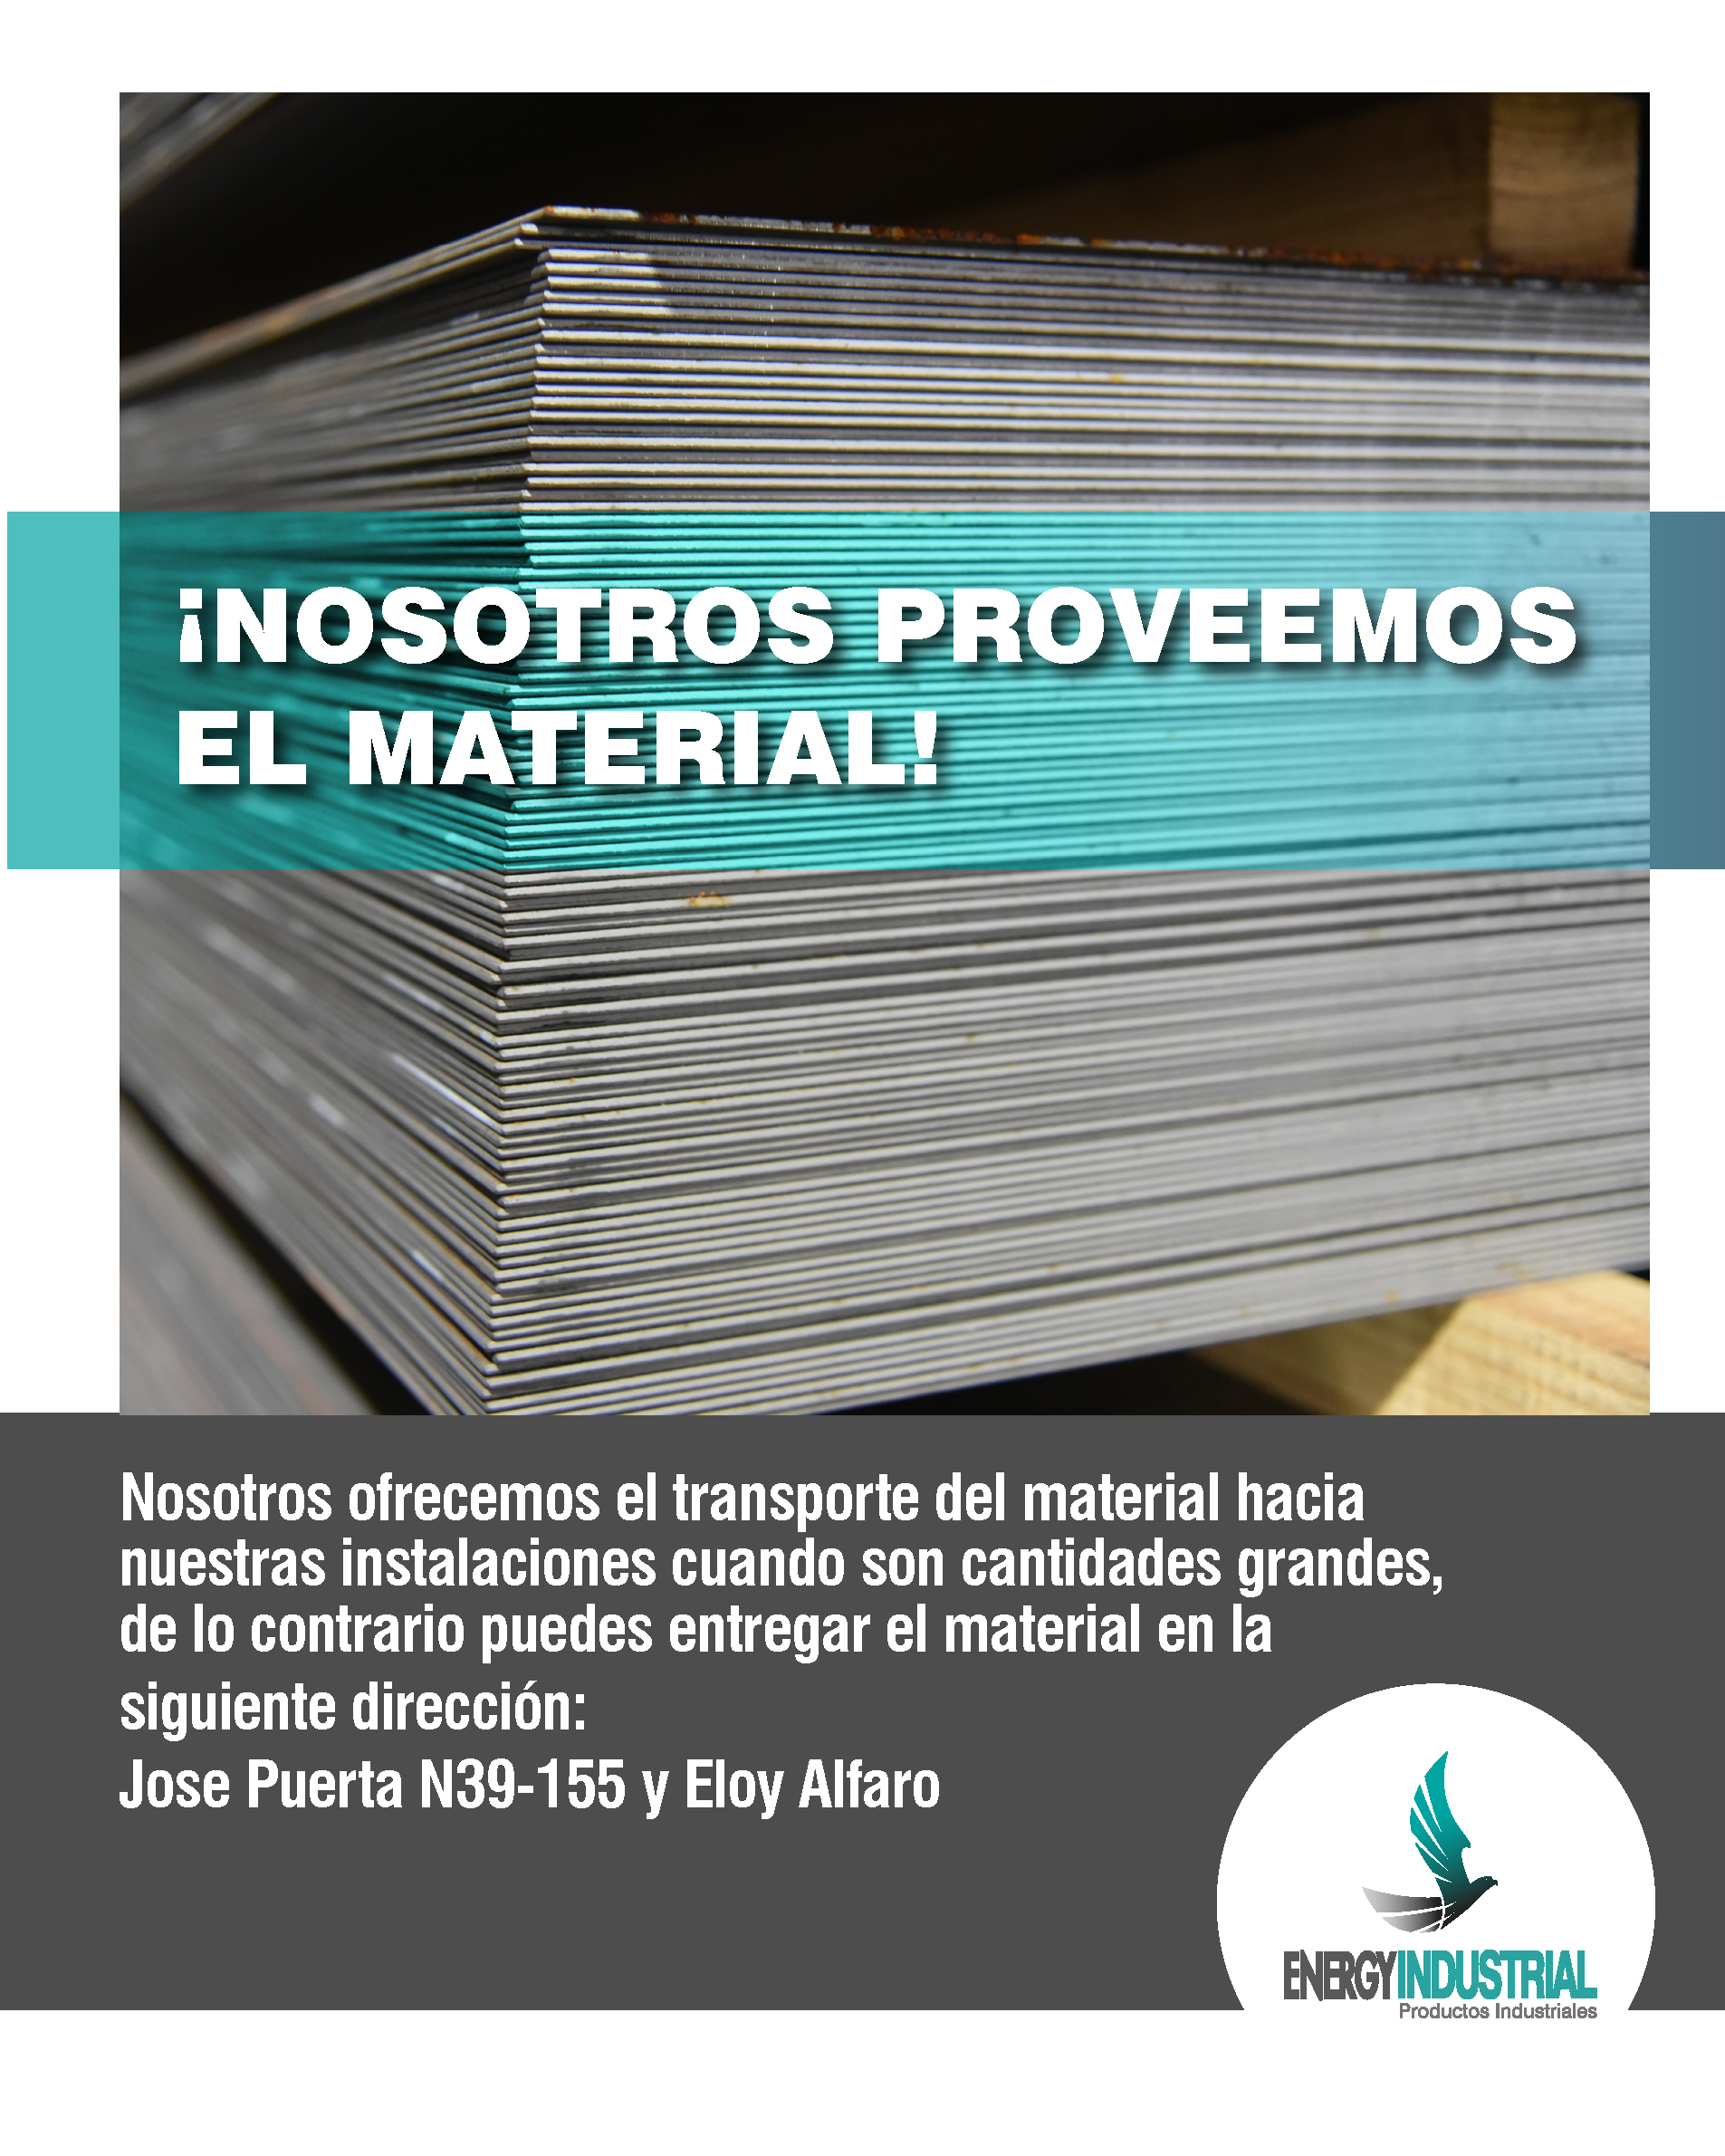 ¡NOSOTROS PROVEEMOS
EL MATERIAL!
Nosotros ofrecemos el transporte del material hacia
nuestras instalaciones cuando son cantidades grandes,
de lo contrario puedes entregar el material en la
siguiente dirección:
Jose Puerta N39-155 y Eloy Alfaro
ENERGYINDUSTRIAL
Productos Industriales